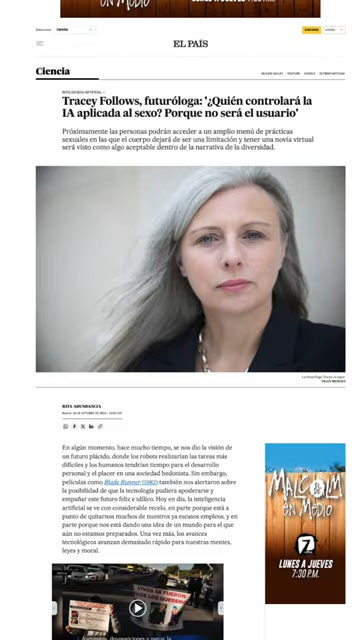 ESPAÑA
EL PAÍS
Ciencia
INTELIGENCIA ARTIFICIAL
Tracey Follows, futuróloga: '¿Quién controlará la
IA aplicada al sexo? Porque no será el usuario'
Próximamente las personas podrán acceder a un amplio menú de prácticas
sexuales en las que el cuerpo dejará de ser una limitación y tener una novia virtual
será visto como algo aceptable dentro de la narrativa de la diversidad.
RITA ABUNDANCIA
En algún momento, hace mucho tiempo, se nos dio la visión de
un futuro plácido, donde los robots realizarían las tareas más
difíciles y los humanos tendrían tiempo para el desarrollo
personal y el placer en una sociedad hedonista. Sin embargo,
películas como Blade Runner (1982) también nos alertaron sobre
la posibilidad de que la tecnología pudiera apoderarse y
empañar este futuro feliz e idílico. Hoy en día, la inteligencia
artificial se ve con considerable recelo, en parte porque está a
punto de quitarnos muchos de nuestros ya escasos empleos, y en
parte porque nos está dando una idea de un mundo para el que
aún no estamos preparados. Una vez más, los avances
tecnológicos avanzan demasiado rápido para nuestras mentes,
leyes y moral.
MALCOLM
en MEDIO
7
LUNES A JUEVES
7:30 P.M.